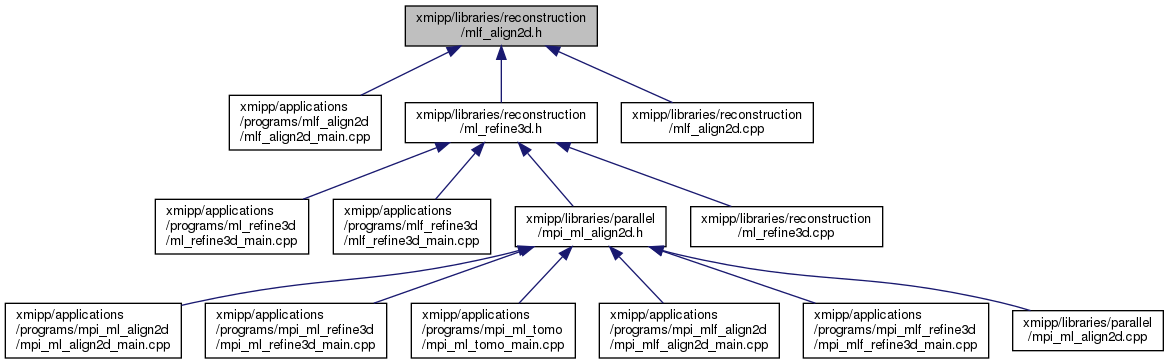 xmipp/libraries/reconstruction
/mlf_align2d.h
xmipp/applications
/programs/mlf_align2d
/mlf_align2d_main.cpp
xmipp/libraries/reconstruction
/ml_refine3d.h
xmipp/libraries/reconstruction
/mlf_align2d.cpp
xmipp/applications
/programs/ml_refine3d
/ml_refine3d_main.cpp
xmipp/applications
/programs/mlf_refine3d
/mlf_refine3d_main.cpp
xmipp/libraries/parallel
/mpi_ml_align2d.h
xmipp/libraries/reconstruction
/ml_refine3d.cpp
xmipp/applications
/programs/mpi_ml_align2d
/mpi_ml_align2d_main.cpp
xmipp/applications
/programs/mpi_ml_refine3d
/mpi_ml_refine3d_main.cpp
xmipp/applications
/programs/mpi_ml_tomo
/mpi_ml_tomo_main.cpp
xmipp/applications
/programs/mpi_mlf_align2d
/mpi_mlf_align2d_main.cpp
xmipp/applications
/programs/mpi_mlf_refine3d
/mpi_mlf_refine3d_main.cpp
xmipp/libraries/parallel
/mpi_ml_align2d.cpp